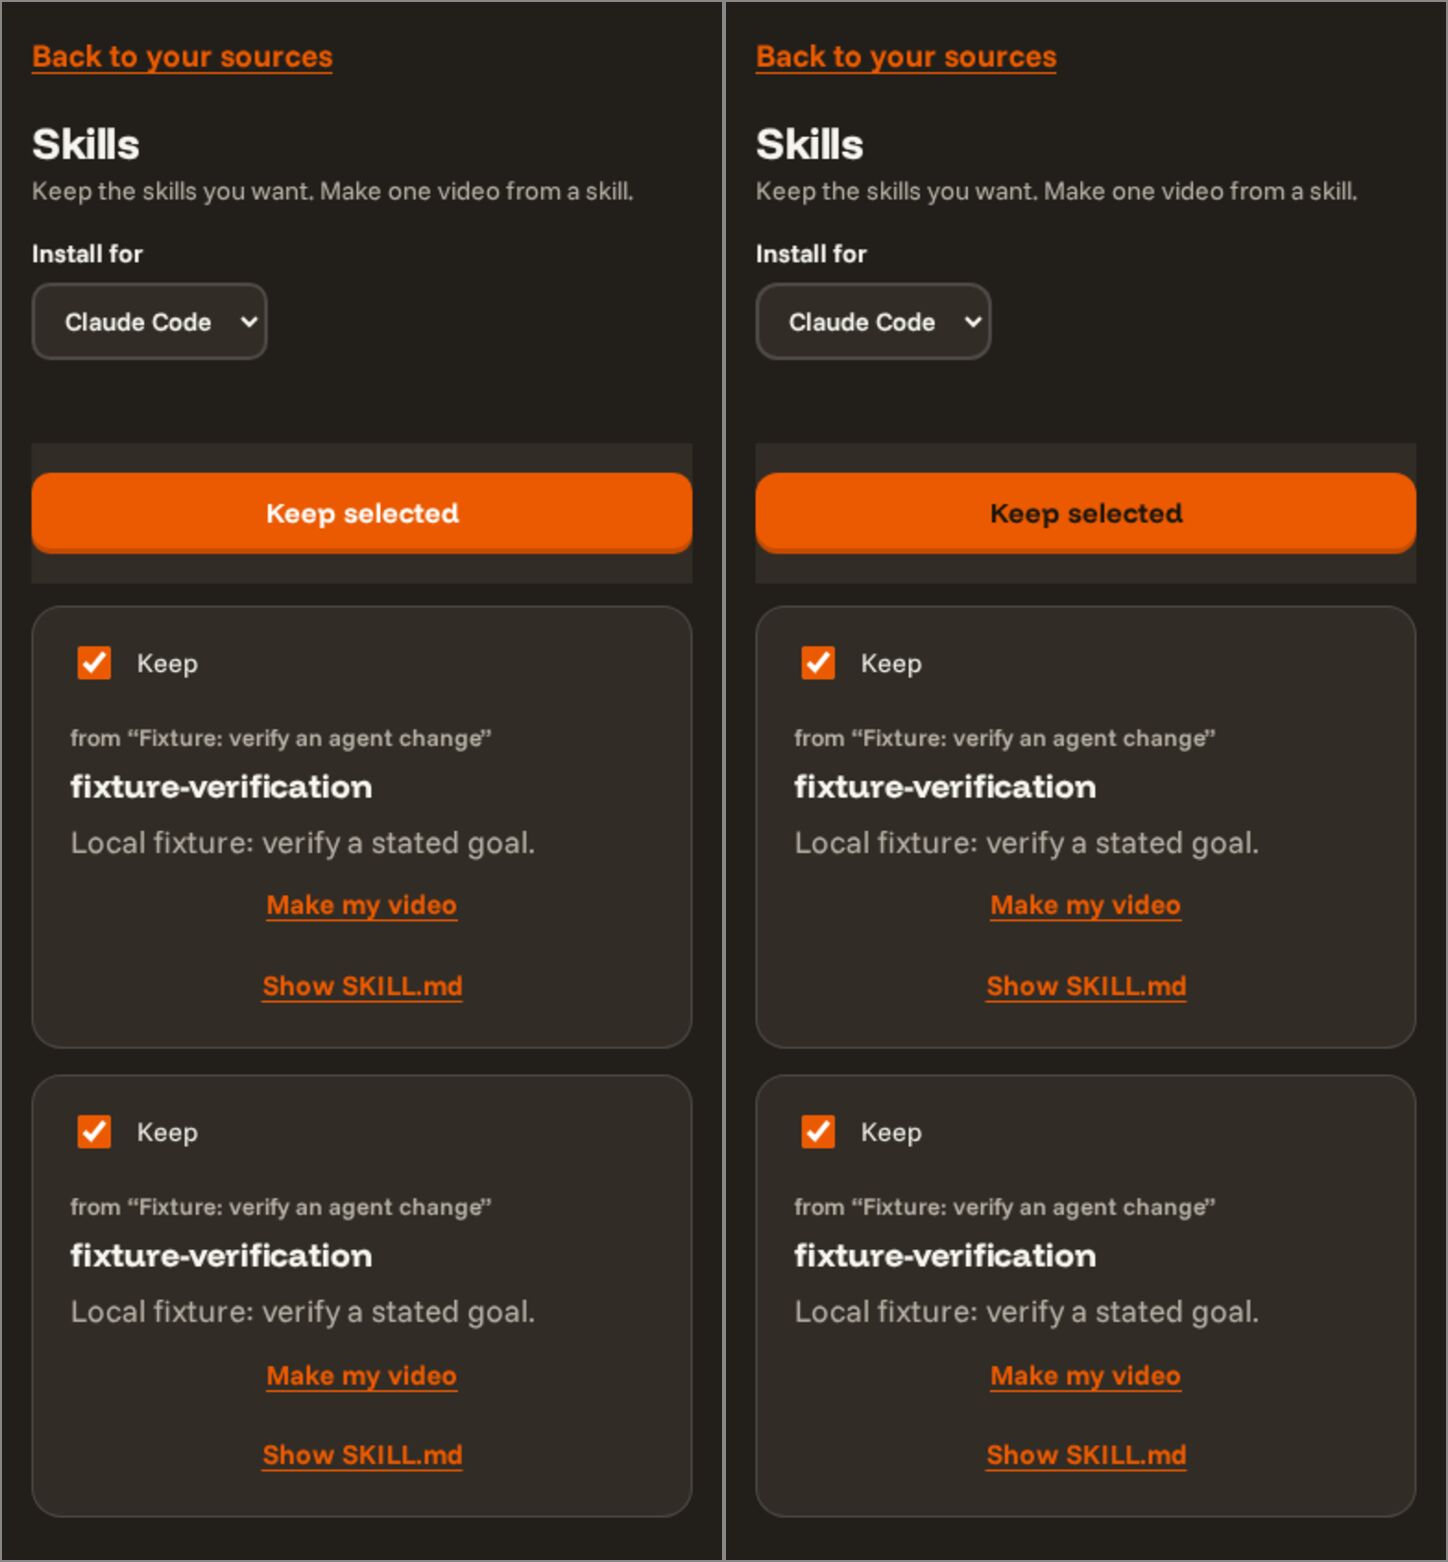 Back to your sources
Skills
Keep the skills you want. Make one video from a skill.
Install for
Claude Code
Keep selected
Keep
from “Fixture: verify an agent change”
fixture-verification
Local fixture: verify a stated goal.
Make my video
Show SKILL.md
Keep
from “Fixture: verify an agent change”
fixture-verification
Local fixture: verify a stated goal.
Make my video
Show SKILL.md
Back to your sources
Skills
Keep the skills you want. Make one video from a skill.
Install for
Claude Code
Keep selected
Keep
from “Fixture: verify an agent change”
fixture-verification
Local fixture: verify a stated goal.
Make my video
Show SKILL.md
Keep
from “Fixture: verify an agent change”
fixture-verification
Local fixture: verify a stated goal.
Make my video
Show SKILL.md